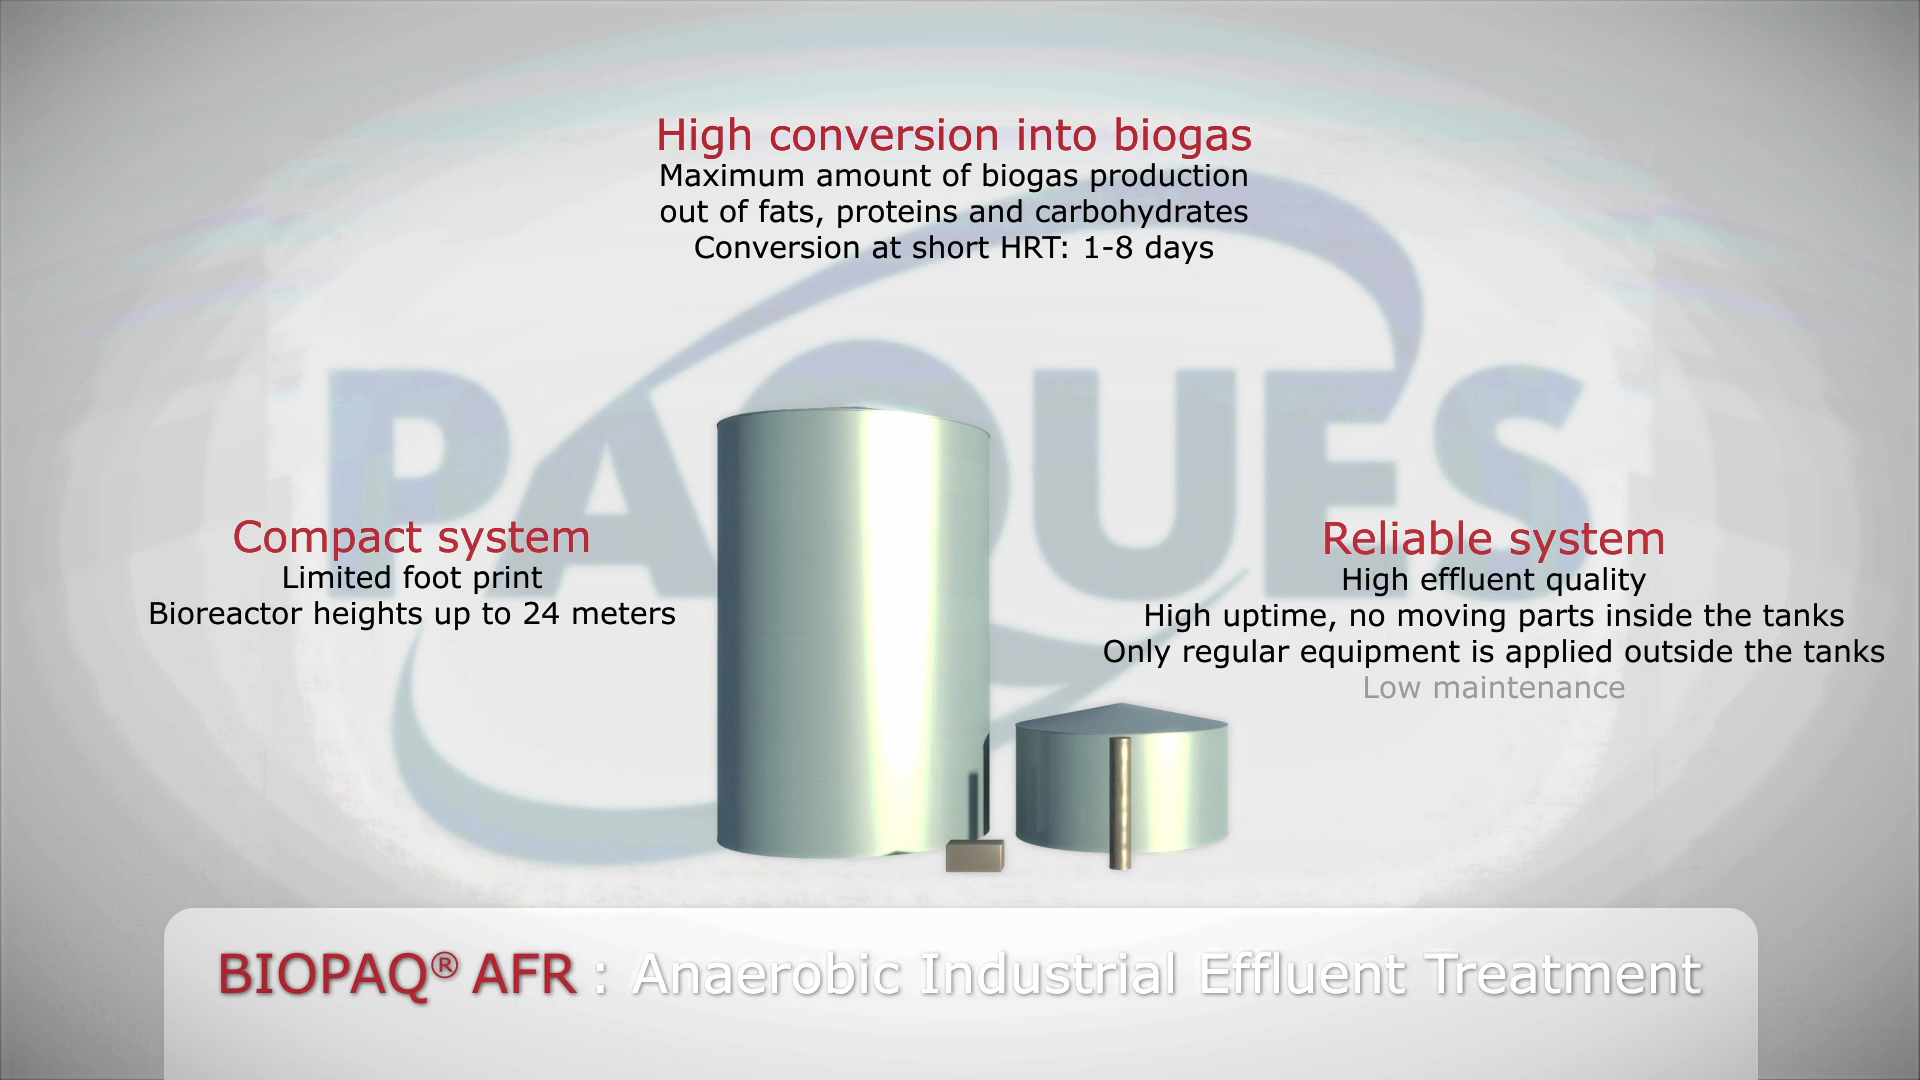 High conversion into biogas
Maximum amount of biogas production
out of fats, proteins and carbohydrates
Conversion at short HRT: 1-8 days
PAQUES
Compact system
Limited foot print
Bioreactor heights up to 24 meters
Reliable system
High effluent quality
High uptime, no moving parts inside the tanks
Only regular equipment is applied outside the tanks
Low maintenance
BIOPAQ® AFR : Anaerobic Industrial Effluent Treatment